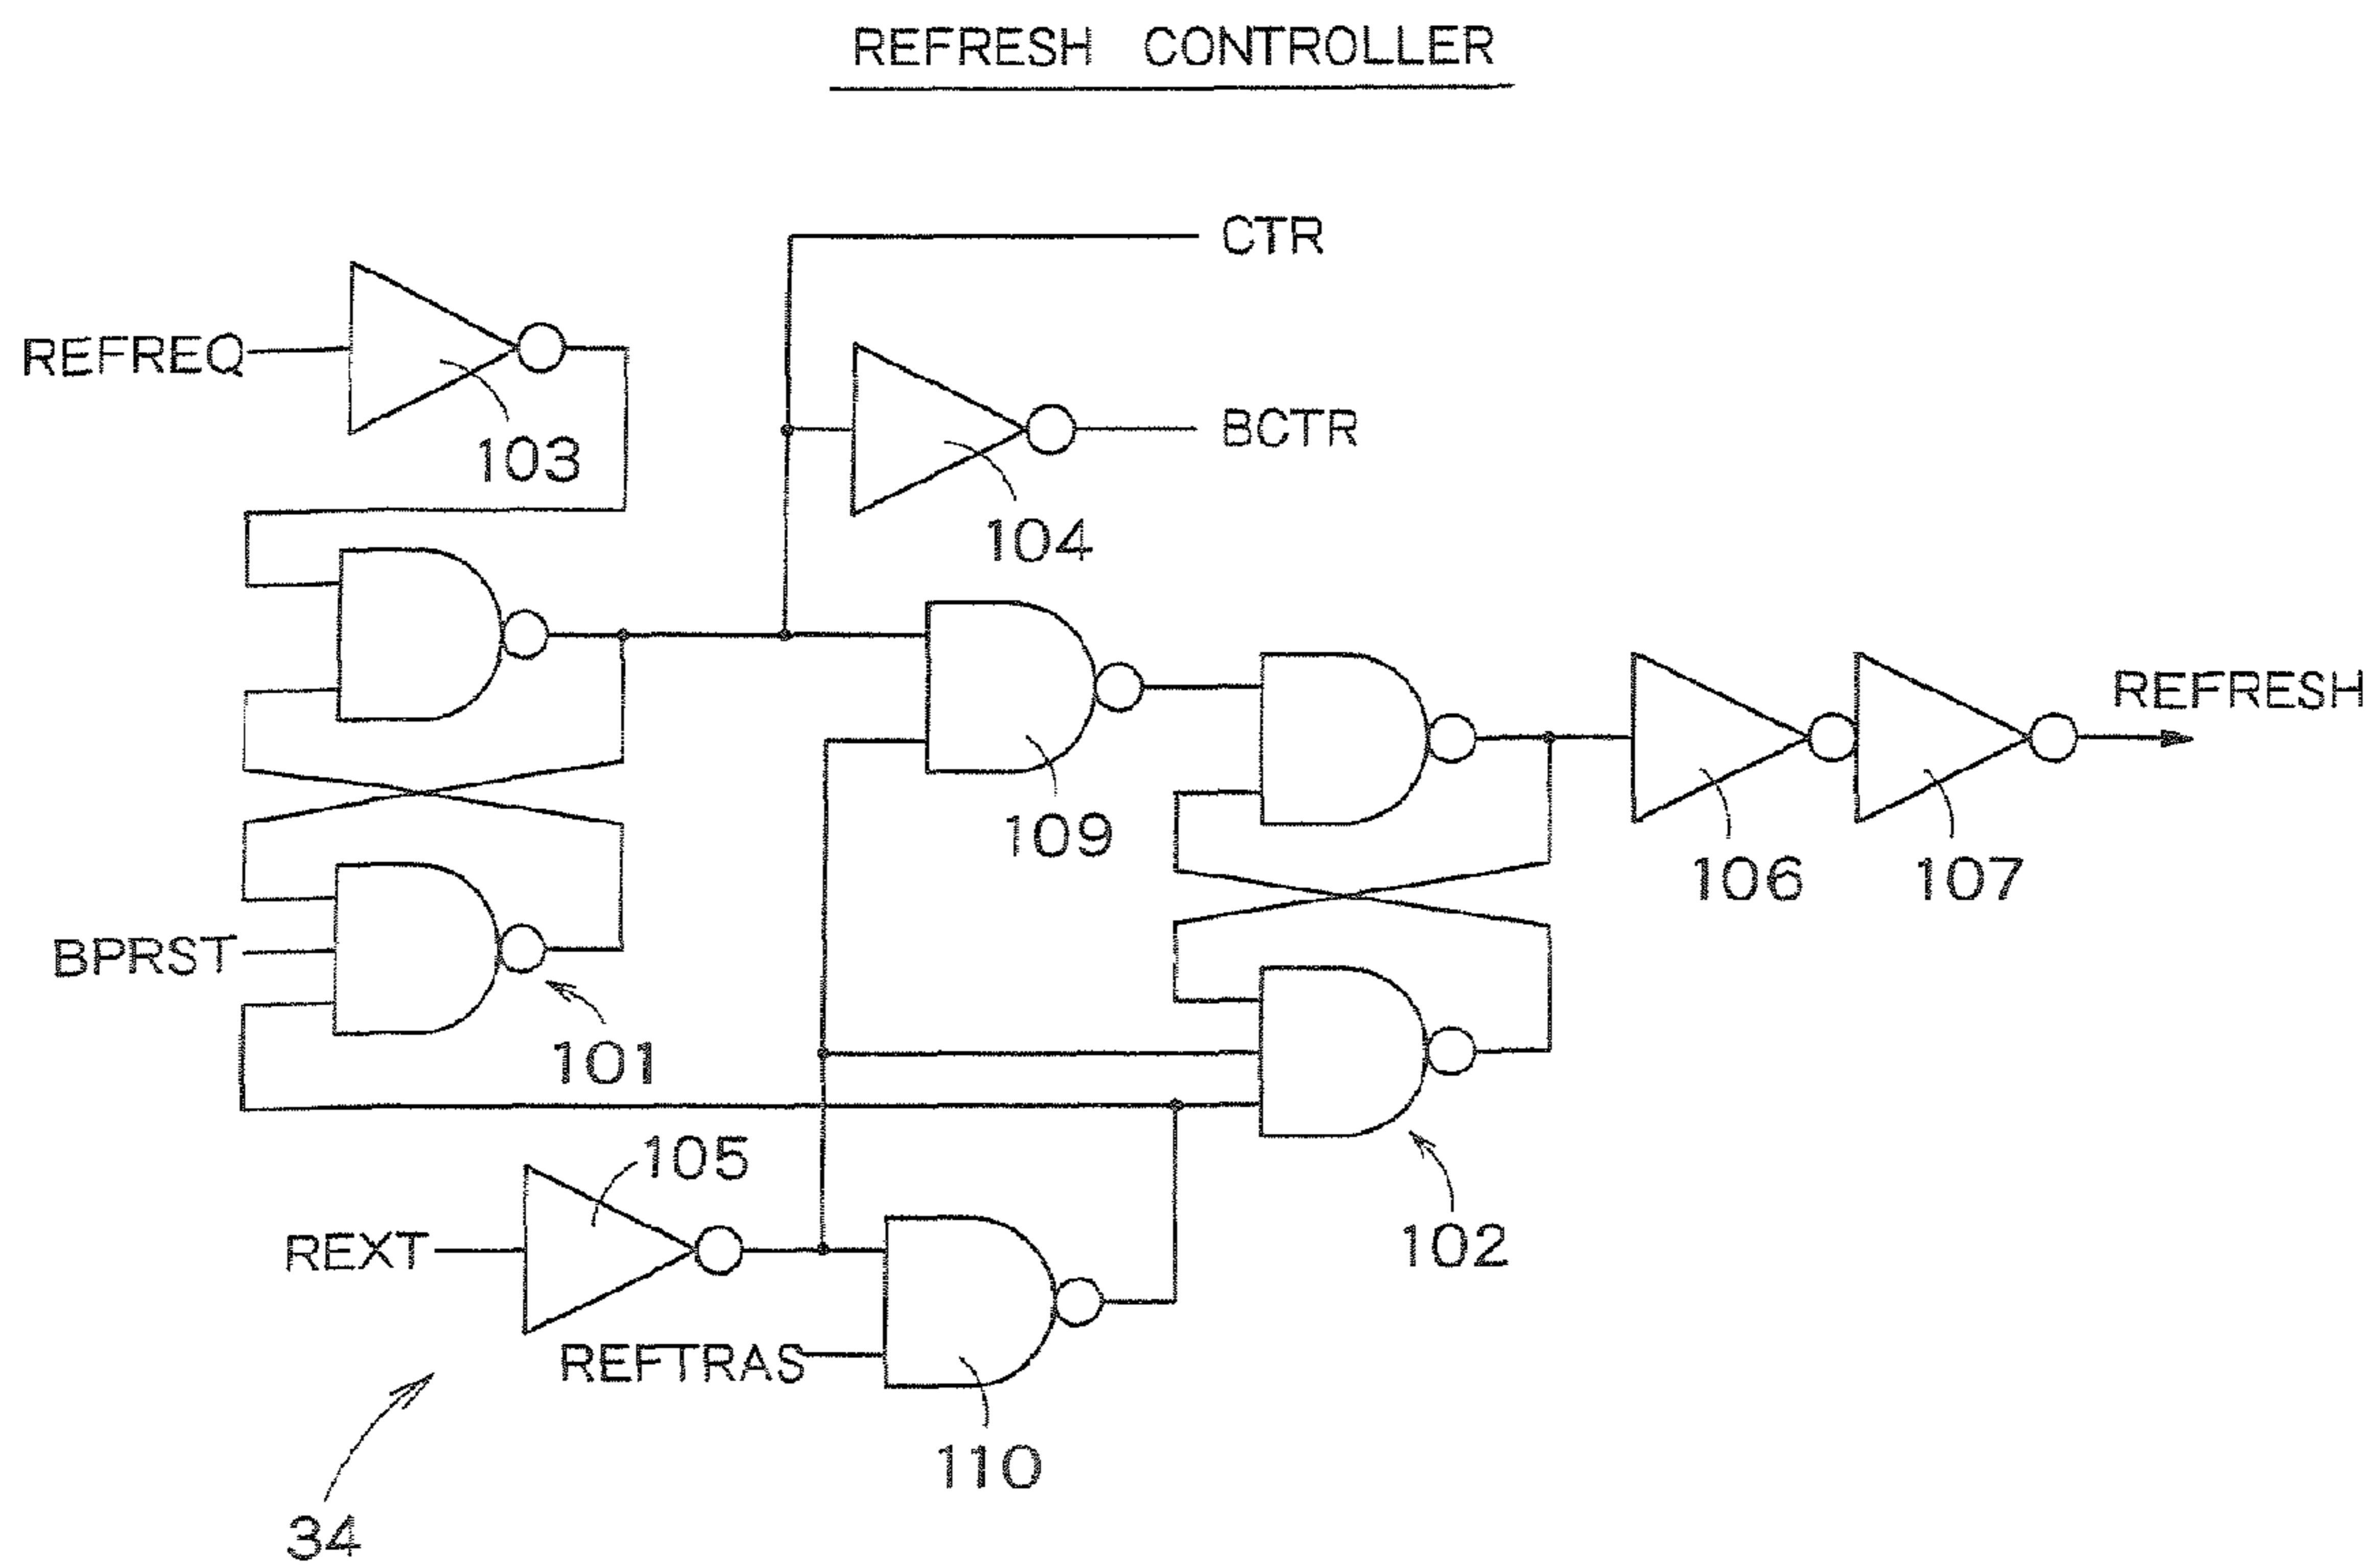 REFRESH CONTROLLER
CTR
REFREQ
103
BCTR
104
REFRESH
109
106
107
BPRST
101
105
REXT
102
REFTRAS
110
34